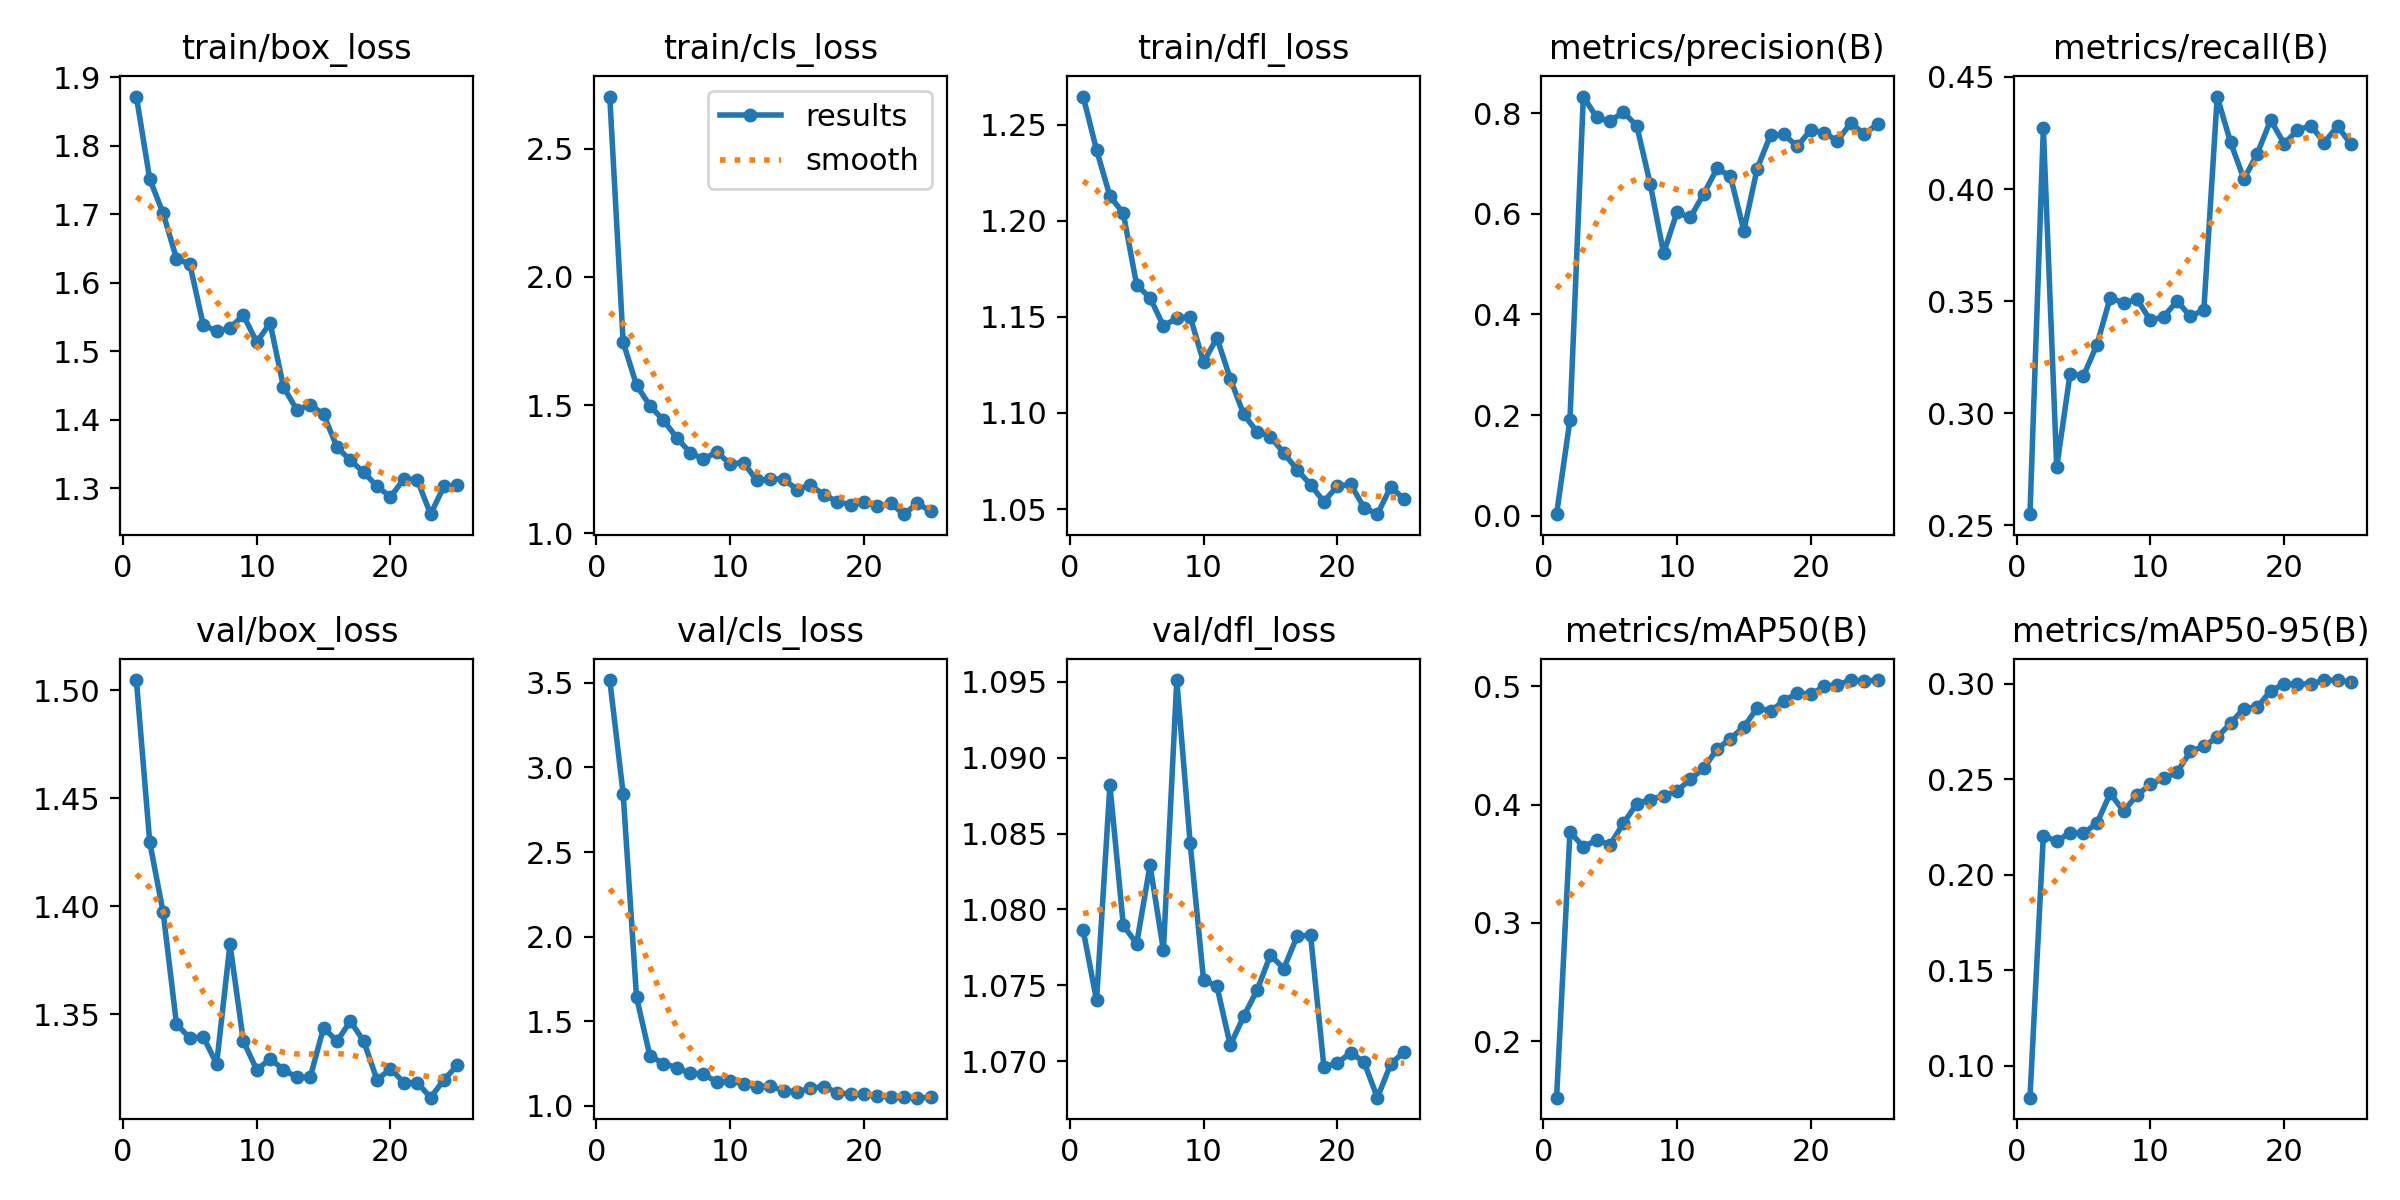 train/box_loss
1.9
1.8
1.7
1.6
1.5
1.4
1.3
0 10 20
train/cls_loss
results
smooth
2.5
2.0
1.5
1.0
0 10 20
train/dfl_loss
1.25
1.20
1.15
1.10
1.05
0 10 20
metrics/precision(B)
0.8
0.6
0.4
0.2
0.0
0 10 20
metrics/recall(B)
0.45
0.40
0.35
0.30
0.25
0 10 20
val/box_loss
1.50
1.45
1.40
1.35
0 10 20
val/cls_loss
3.5
3.0
2.5
2.0
1.5
1.0
0 10 20
val/dfl_loss
1.095
1.090
1.085
1.080
1.075
1.070
0 10 20
metrics/mAP50(B)
0.5
0.4
0.3
0.2
0 10 20
metrics/mAP50-95(B)
0.30
0.25
0.20
0.15
0.10
0 10 20